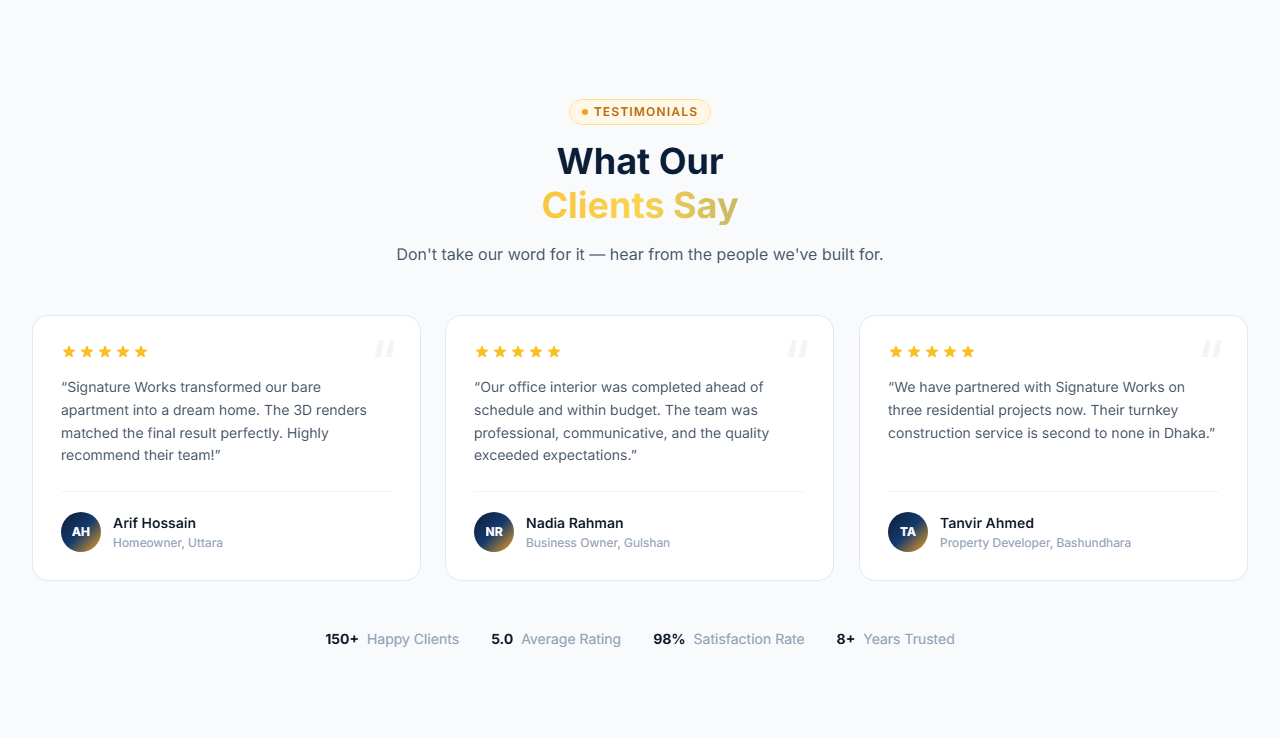 TESTIMONIALS
What Our
Clients Say
Don't take our word for it — hear from the people we've built for.
“Signature Works transformed our bare
apartment into a dream home. The 3D renders
matched the final result perfectly. Highly
recommend their team!”
AH
Arif Hossain
Homeowner, Uttara
“Our office interior was completed ahead of
schedule and within budget. The team was
professional, communicative, and the quality
exceeded expectations.”
NR
Nadia Rahman
Business Owner, Gulshan
“We have partnered with Signature Works on
three residential projects now. Their turnkey
construction service is second to none in Dhaka.”
TA
Tanvir Ahmed
Property Developer, Bashundhara
150+ Happy Clients 5.0 Average Rating 98% Satisfaction Rate 8+ Years Trusted